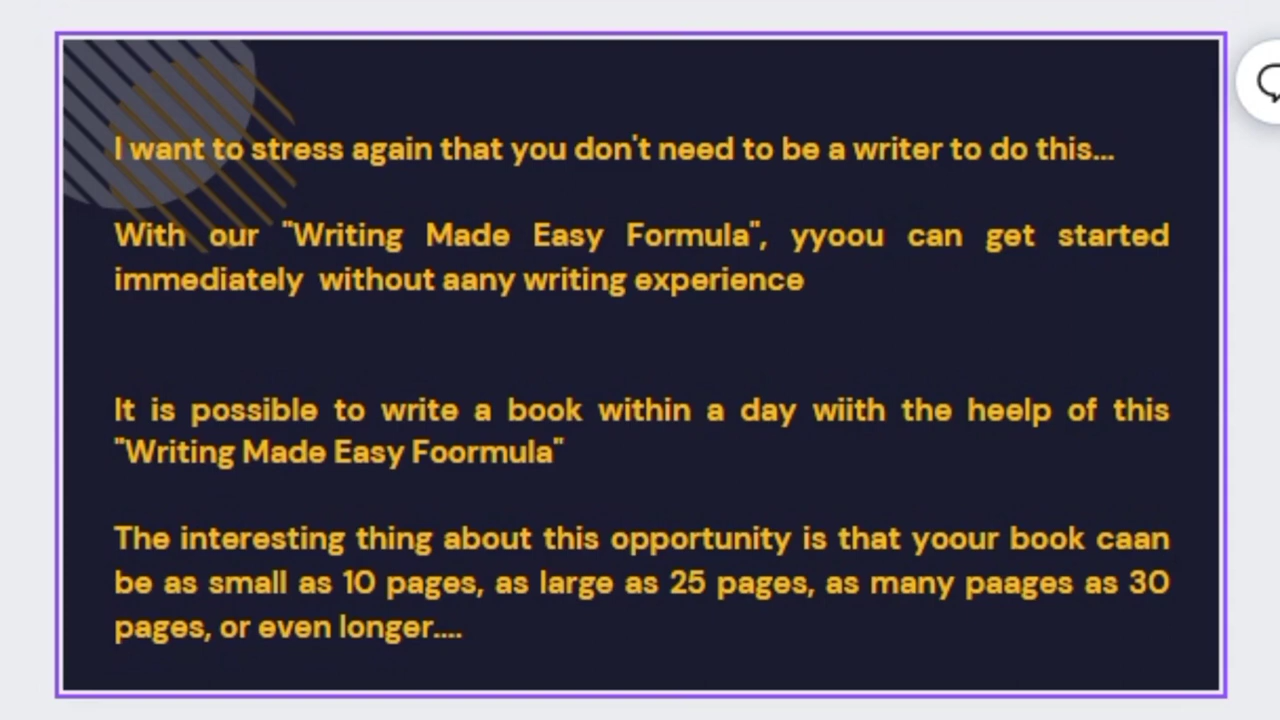 I want to stress again that you don't need to be a writer to do this...
With our "Writing Made Easy Formula", yyoou can get started
immediately without aany writing experience
It is possible to write a book within a day wiith the heelp of this
"Writing Made Easy Foormula"
The interesting thing about this opportunity is that yoour book caan
be as small as 10 pages, as large as 25 pages, as many paages as 30
pages, or even longer....